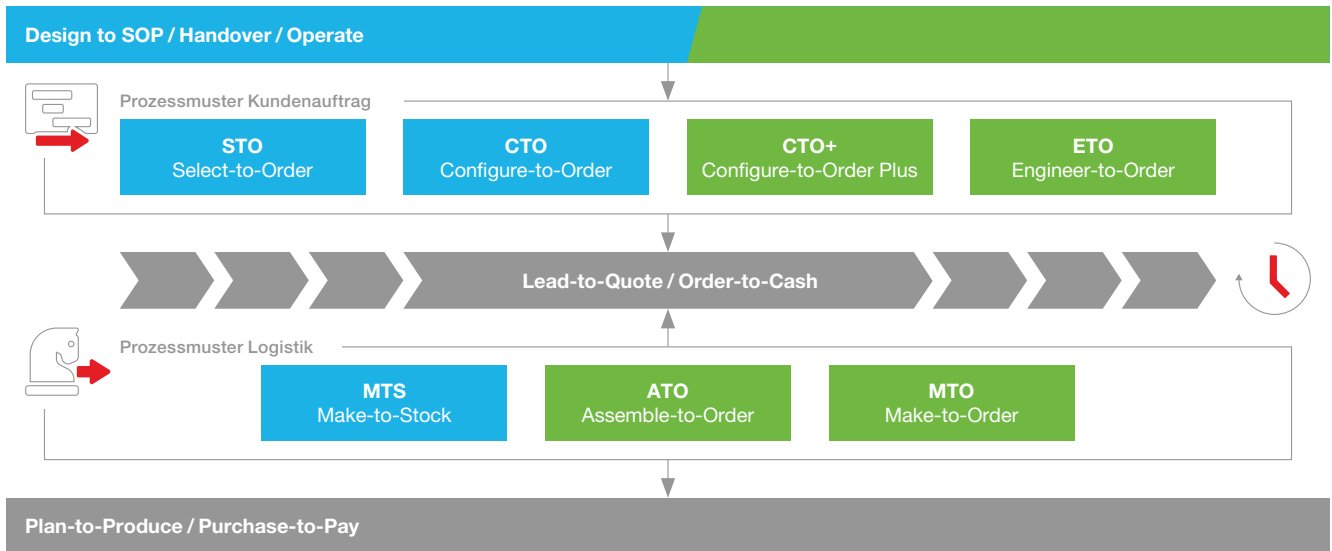 Design to SOP / Handover / Operate
Prozessmuster Kundenauftrag
STO
Select-to-Order
CTO
Configure-to-Order
CTO+
Configure-to-Order Plus
ETO
Engineer-to-Order
Lead-to-Quote / Order-to-Cash
Prozessmuster Logistik
MTS
Make-to-Stock
ATO
Assemble-to-Order
MTO
Make-to-Order
Plan-to-Produce / Purchase-to-Pay